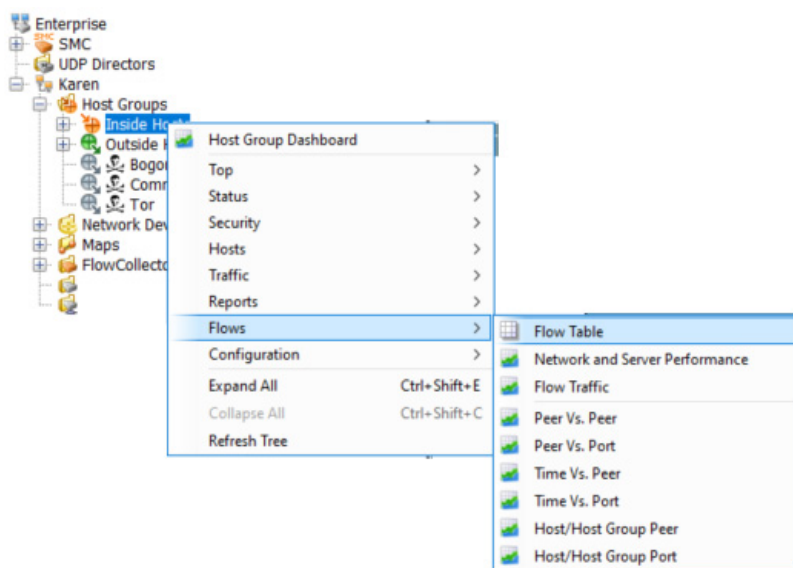 Enterprise
SMC
SMC
UDP Directors
Karen
Host Groups
Inside Hosts
Outside H
Bogon
Comm
Tor
Network Dev
Maps
FlowCollecto
Host Group Dashboard
Top
Status
Security
Hosts
Traffic
Reports
Flows
Configuration
Expand All Ctrl+Shift+E
Collapse All Ctrl+Shift+C
Refresh Tree
Flow Table
Network and Server Performance
Flow Traffic
Peer Vs. Peer
Peer Vs. Port
Time Vs. Peer
Time Vs. Port
Host/Host Group Peer
Host/Host Group Port